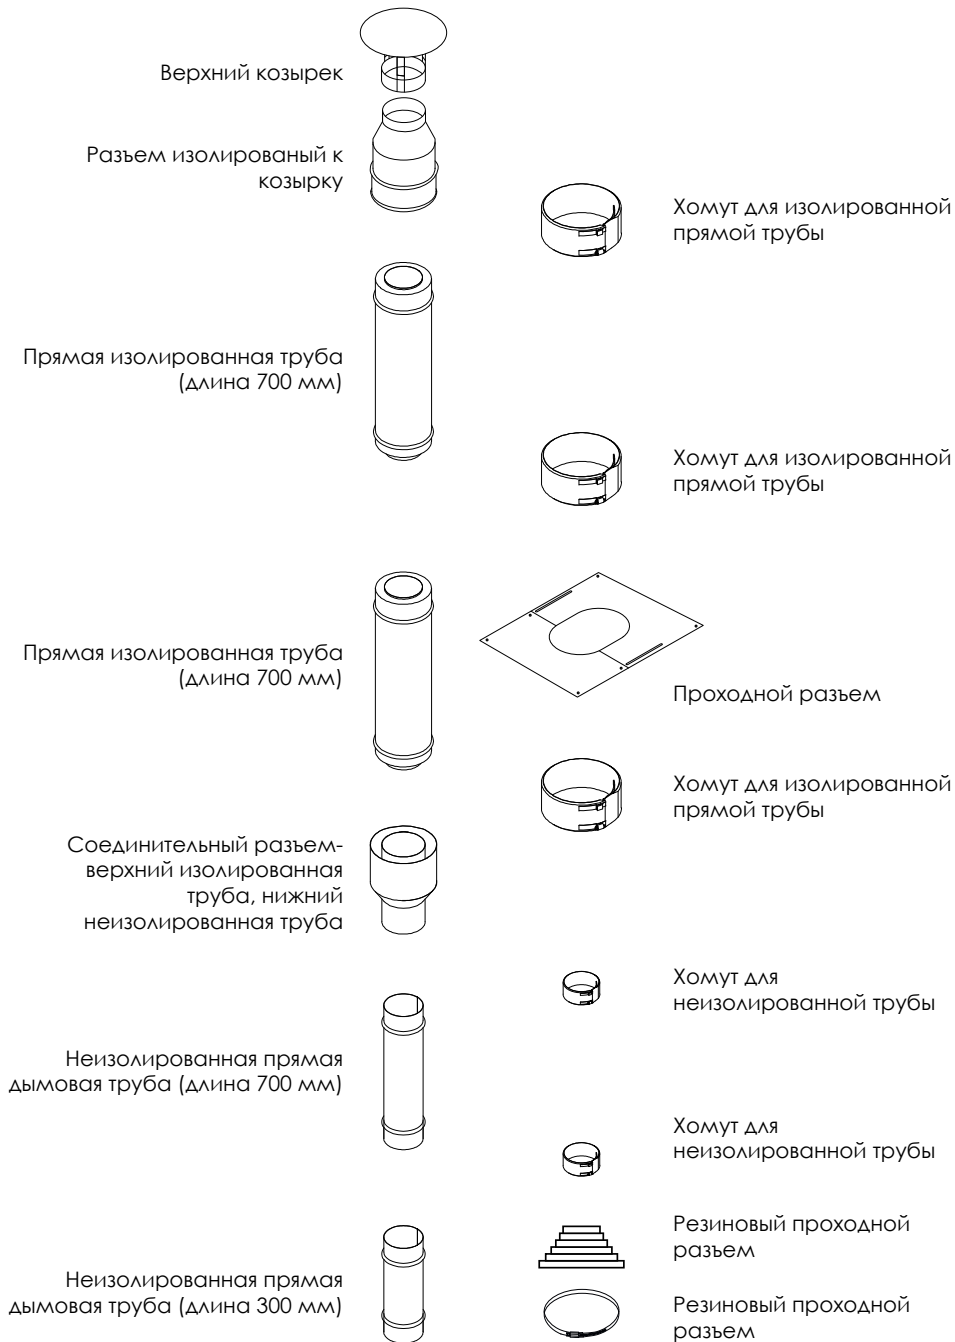 Верхний козырек
Разъем изолированый к
козырку
Хомут для изолированной
прямой трубы
Прямая изолированная труба
(длина 700 мм)
Хомут для изолированной
прямой трубы
Прямая изолированная труба
(длина 700 мм)
Проходной разъем
Хомут для изолированной
прямой трубы
Соединительный разъем-
верхний изолированная
труба, нижний
неизолированная труба
Хомут для
неизолированной трубы
Неизолированная прямая
дымовая труба (длина 700 мм)
Хомут для
неизолированной трубы
Резиновый проходной
разъем
Неизолированная прямая
дымовая труба (длина 300 мм)
Резиновый проходной
разъем